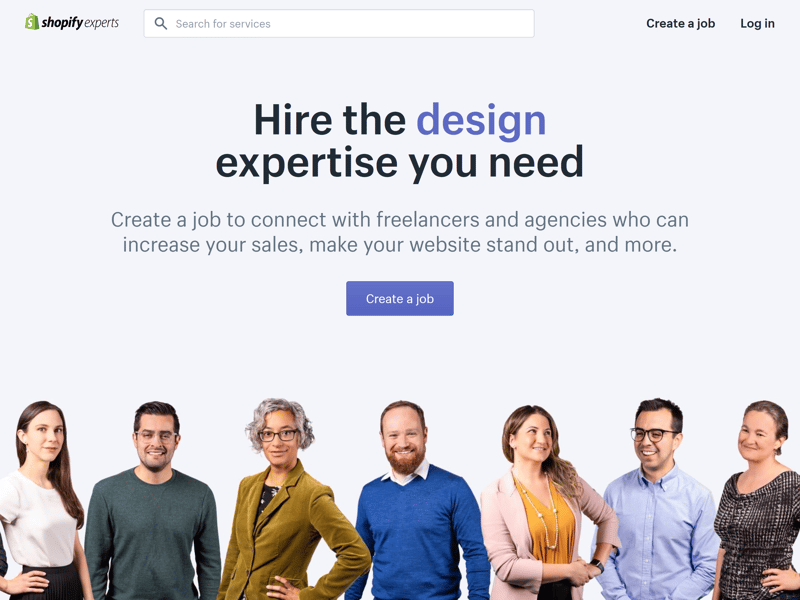 shopify experts
Search for services
Create a job
Log in
Hire the design
expertise you need
Create a job to connect with freelancers and agencies who can
increase your sales, make your website stand out, and more.
Create a job